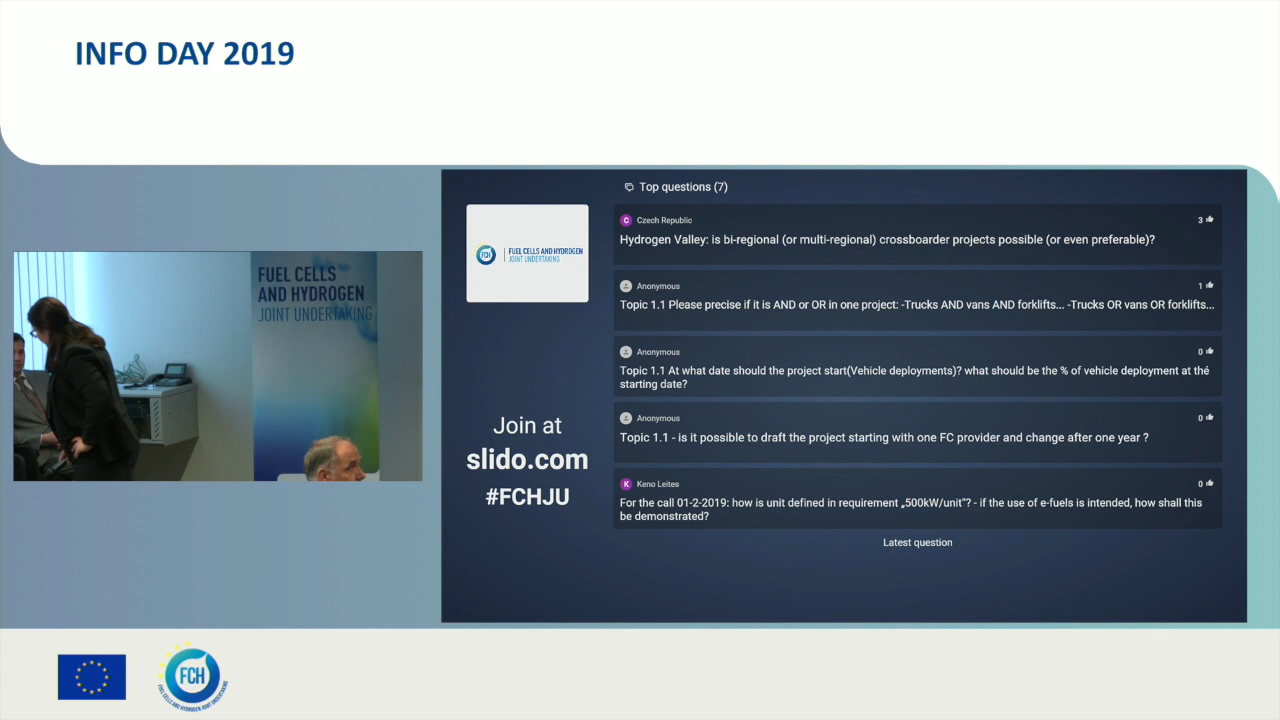 INFO DAY 2019
FUEL CELLS
AND HYDROGEN
JOINT UNDERTAKING
FCH
FUEL CELLS AND HYDROGEN
JOINT UNDERTAKING
Join at
slido.com
#FCHJU
Top questions (7)
C Czech Republic 3
Hydrogen Valley: is bi-regional (or multi-regional) crossboarder projects possible (or even preferable)?
Anonymous 1
Topic 1.1 Please precise if it is AND or OR in one project: -Trucks AND vans AND forklifts... -Trucks OR vans OR forklifts...
Anonymous 0
Topic 1.1 At what date should the project start(Vehicle deployments)? what should be the % of vehicle deployment at thé
starting date?
Anonymous 0
Topic 1.1 - is it possible to draft the project starting with one FC provider and change after one year ?
K Keno Leites 0
For the call 01-2-2019: how is unit defined in requirement „500kW/unit“? - if the use of e-fuels is intended, how shall this
be demonstrated?
Latest question
FCH
FUEL CELLS AND HYDROGEN JOINT UNDERTAKING